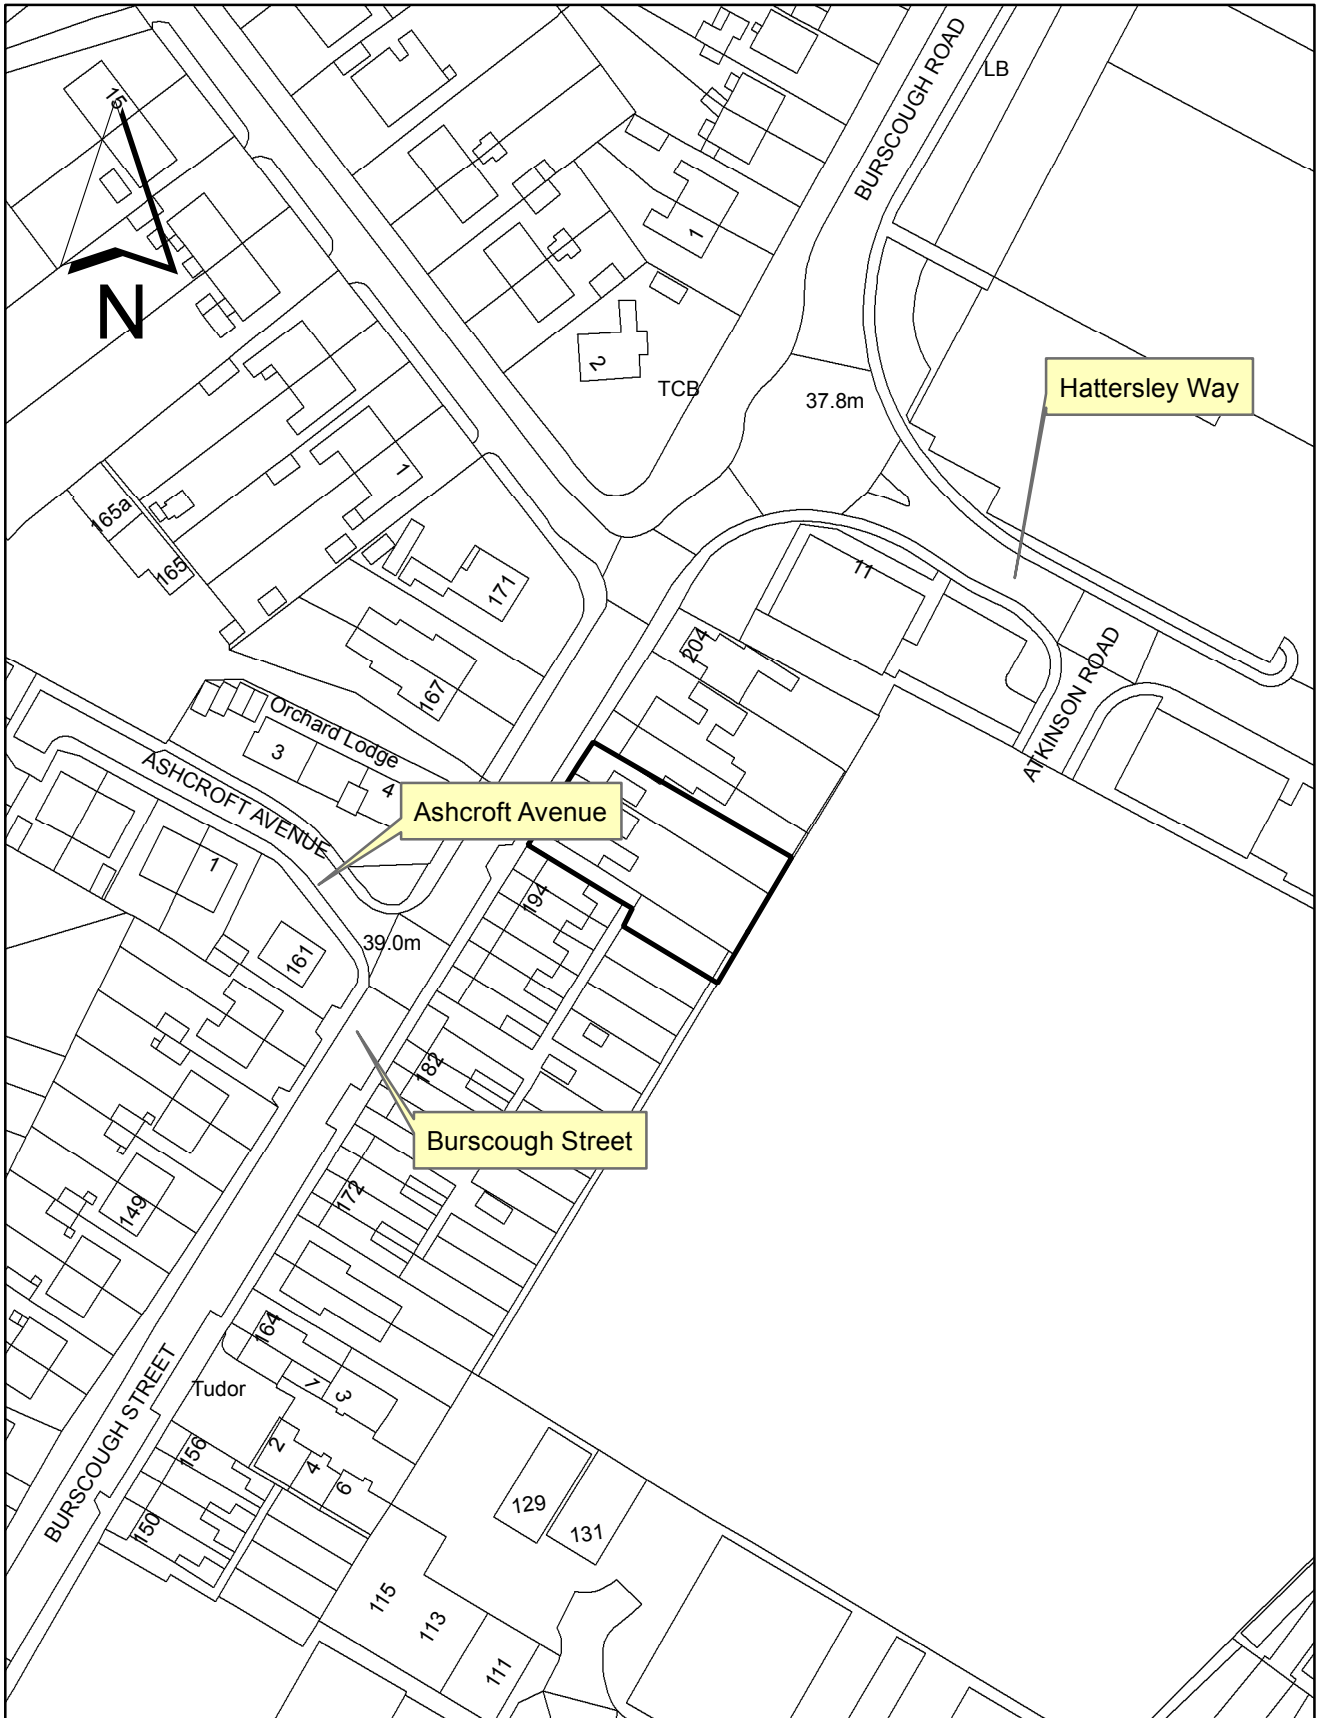 BURSCOUGH ROAD
LB
15
1
N
2
TCB
37.8m
Hattersley Way
1
165a
165
171
11
204
167
ATKINSON ROAD
Orchard Lodge
3
4
ASHCROFT AVENUE
Ashcroft Avenue
1
194
161
39.0m
182
Burscough Street
172
149
164
1
3
Tudor
BURSCOUGH STREET
2
4
6
156
150
129
131
115
113
111